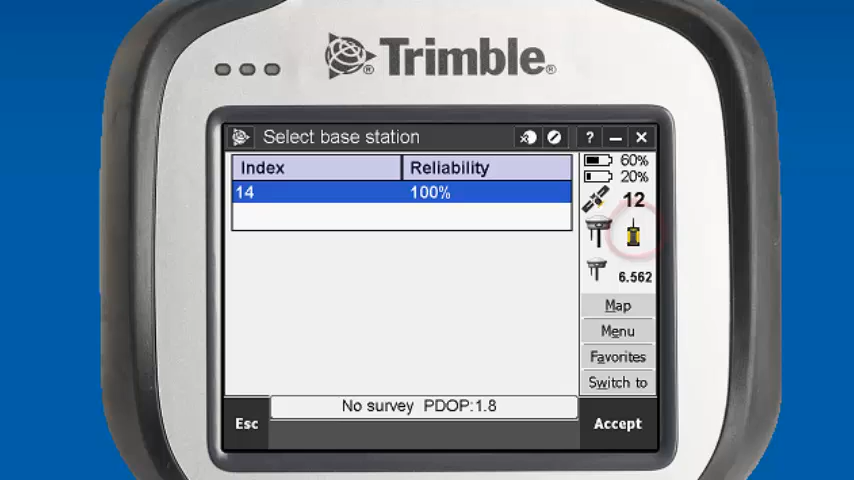 Trimble
Select base station
? — X
Index Reliability
14 100%
60%
20%
12
6.562
Map
Menu
Favorites
Switch to
No survey PDOP:1.8
Esc
Accept